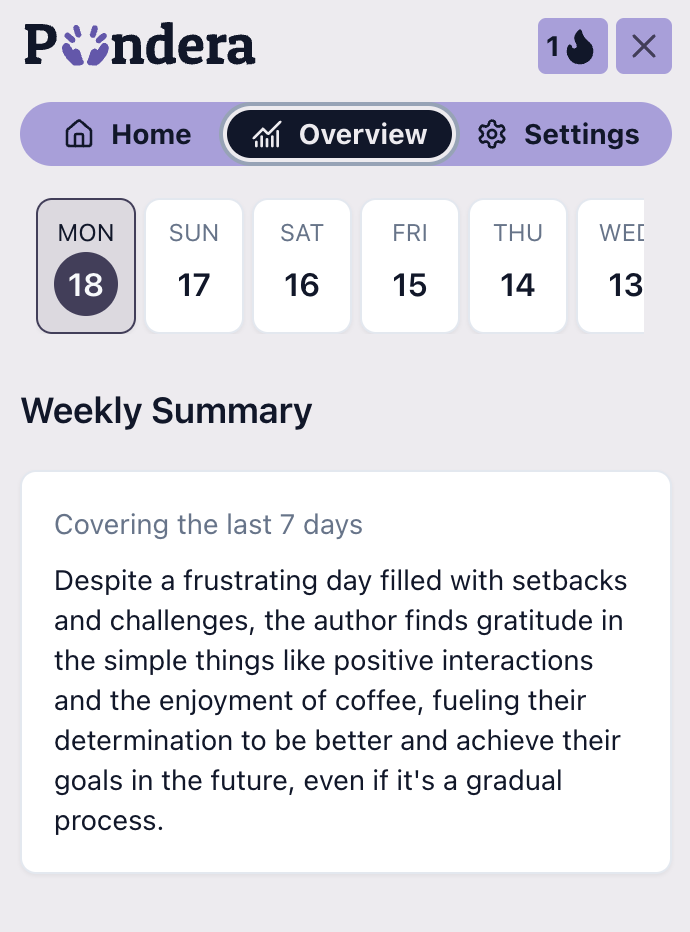 Pondera
1
Home
Overview
Settings
MON
SUN
SAT
FRI
THU
WED
18
17
16
15
14
13
Weekly Summary
Covering the last 7 days
Despite a frustrating day filled with setbacks
and challenges, the author finds gratitude in
the simple things like positive interactions
and the enjoyment of coffee, fueling their
determination to be better and achieve their
goals in the future, even if it's a gradual
process.